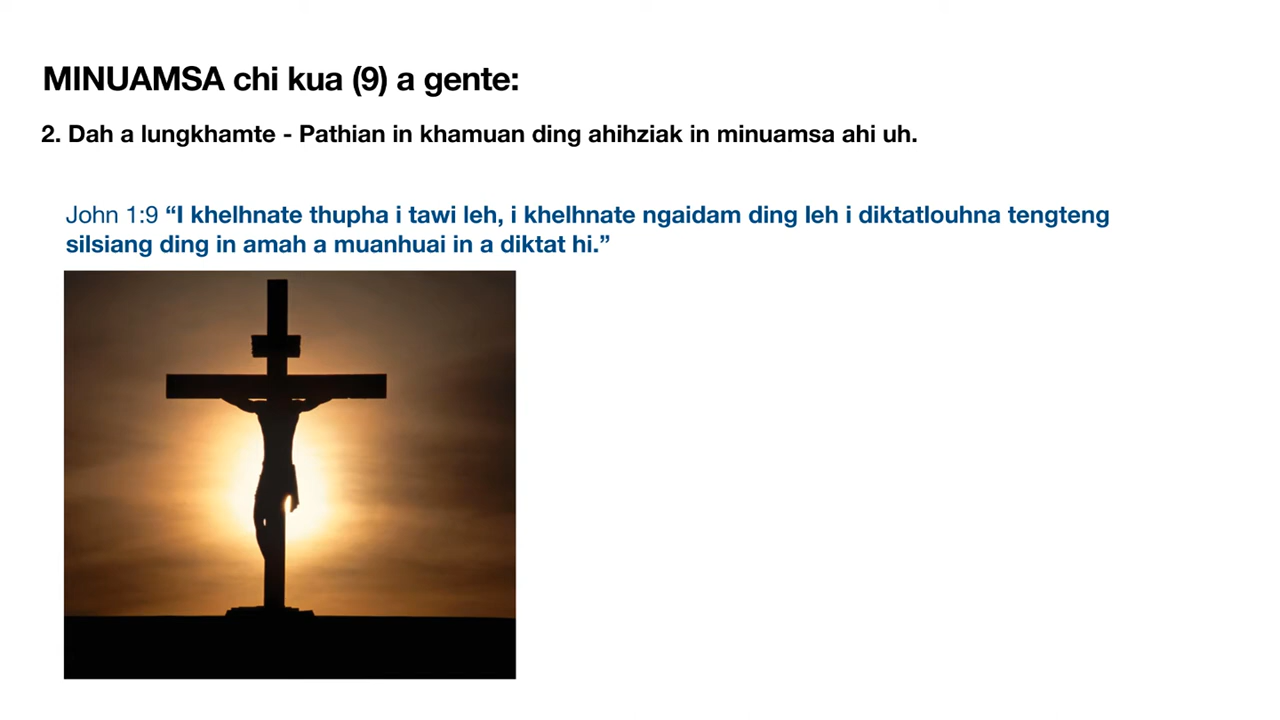 MINUAMSA chi kua (9) a gente:
2. Dah a lungkhamte - Pathian in khamuan ding ahihziak in minuamsa ahi uh.
John 1:9 “I khelhnate thupha i tawi leh, i khelhnate ngaidam ding leh i diktatlouhna tengteng
silsiang ding in amah a muanhuai in a diktat hi.”